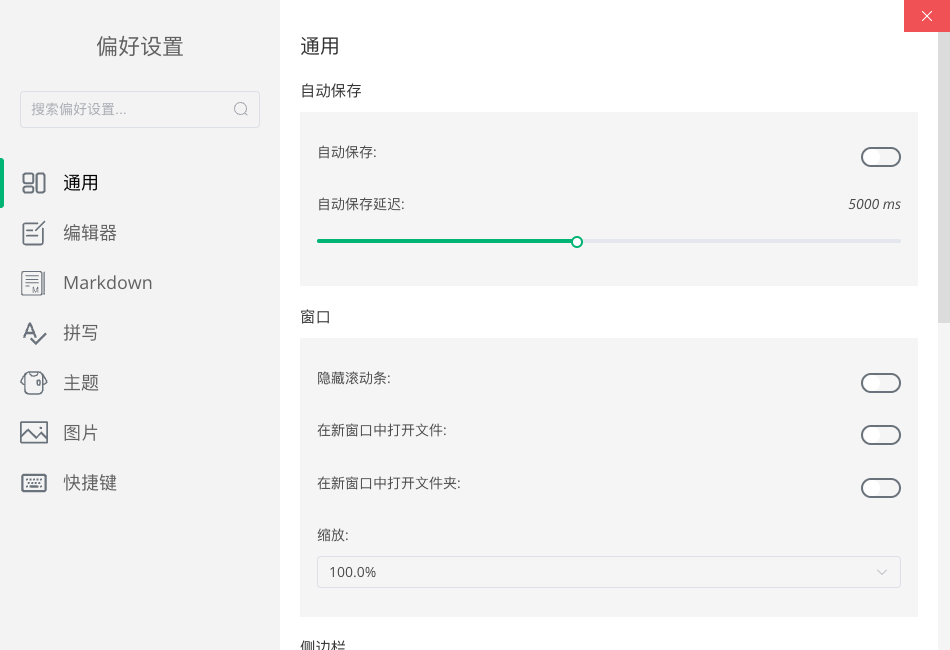 偏好设置
搜索偏好设置...
通用
编辑器
Markdown
拼写
主题
图片
快捷键
通用
自动保存
自动保存:
自动保存延迟:
5000 ms
窗口
隐藏滚动条:
在新窗口中打开文件:
在新窗口中打开文件夹:
缩放:
100.0%
侧边栏